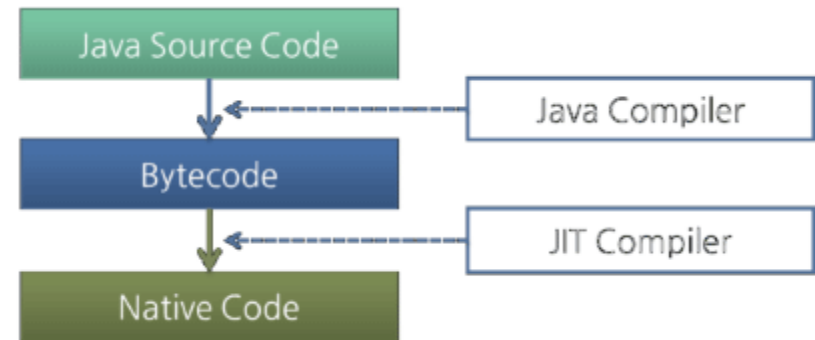 Java Source Code
Java Compiler
Bytecode
JIT Compiler
Native Code